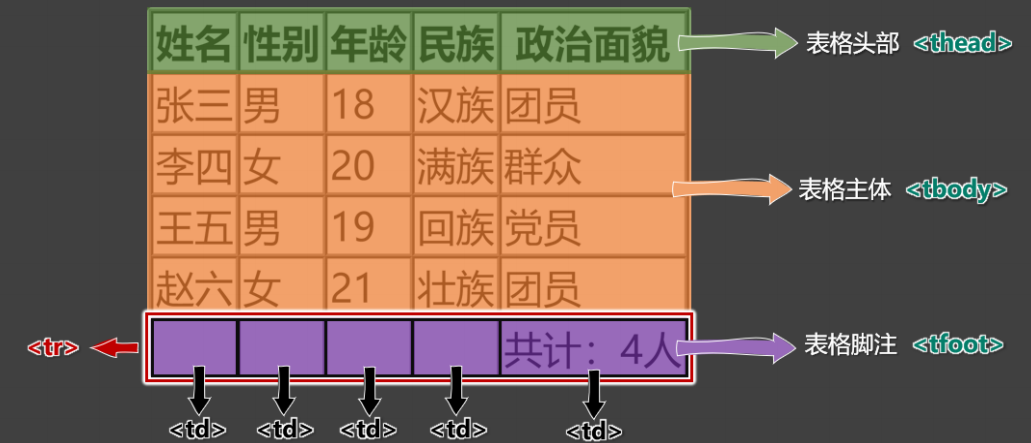 姓名 性别 年龄 民族 政治面貌 表格头部 <thead>
张三 男 18 汉族 团员
李四 女 20 满族 群众 表格主体 <tbody>
王五 男 19 回族 党员
赵六 女 21 壮族 团员
<tr> 共计：4人 表格脚注 <tfoot>
<td> <td> <td> <td> <td>